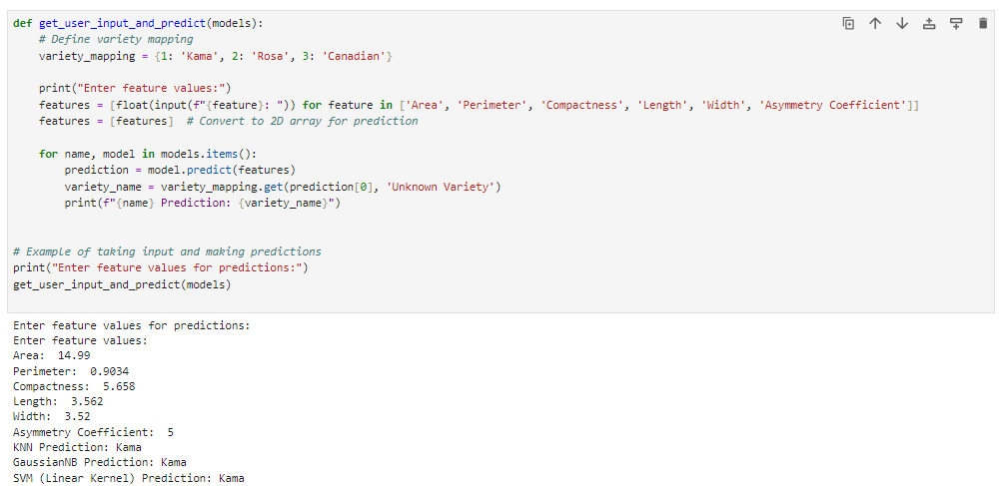 def get_user_input_and_predict(models):
    # Define variety mapping
    variety_mapping = {1: 'Kama', 2: 'Rosa', 3: 'Canadian'}

    print("Enter feature values:")
    features = [float(input(f"{feature}: ")) for feature in ['Area', 'Perimeter', 'Compactness', 'Length', 'Width', 'Asymmetry Coefficient']]
    features = [features]  # Convert to 2D array for prediction

    for name, model in models.items():
        prediction = model.predict(features)
        variety_name = variety_mapping.get(prediction[0], 'Unknown Variety')
        print(f"{name} Prediction: {variety_name}")


# Example of taking input and making predictions
print("Enter feature values for predictions:")
get_user_input_and_predict(models)

Enter feature values for predictions:
Enter feature values:
Area:  14.99
Perimeter:  0.9034
Compactness:  5.658
Length:  3.562
Width:  3.52
Asymmetry Coefficient:  5
KNN Prediction: Kama
GaussianNB Prediction: Kama
SVM (Linear Kernel) Prediction: Kama